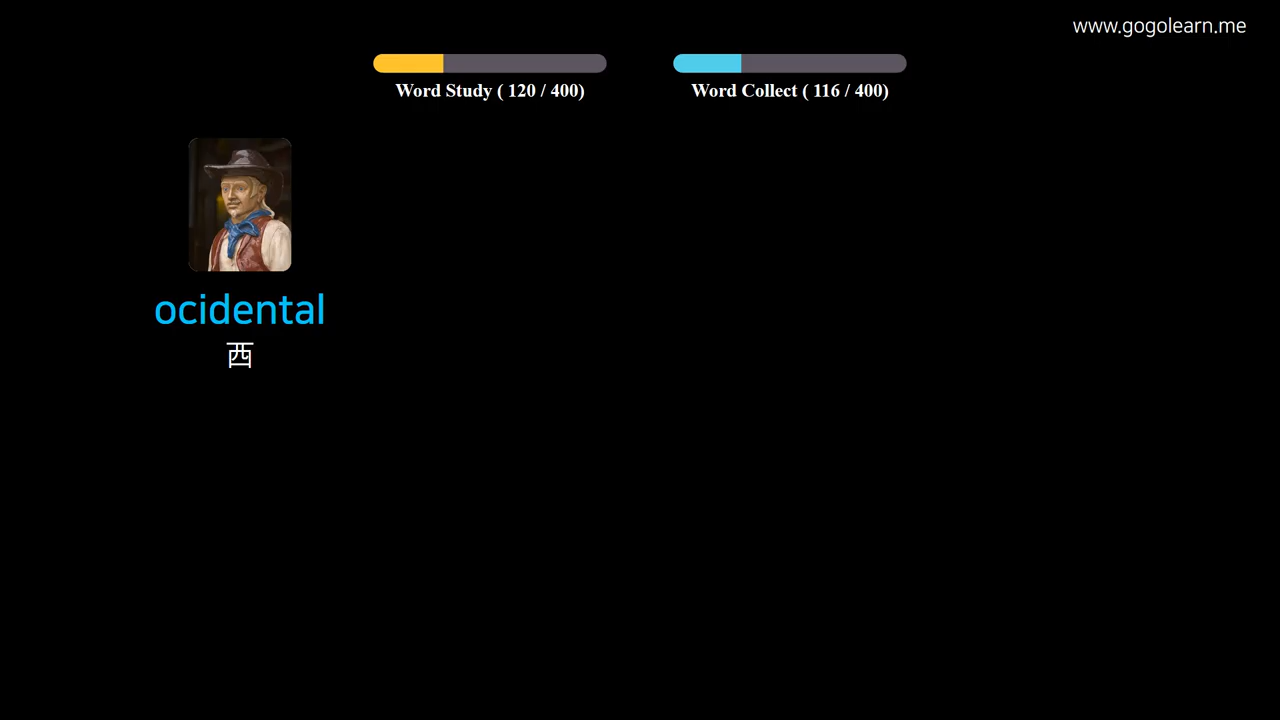 www.gogolearn.me
Word Study ( 120 / 400)
Word Collect ( 116 / 400)
ocidental
西